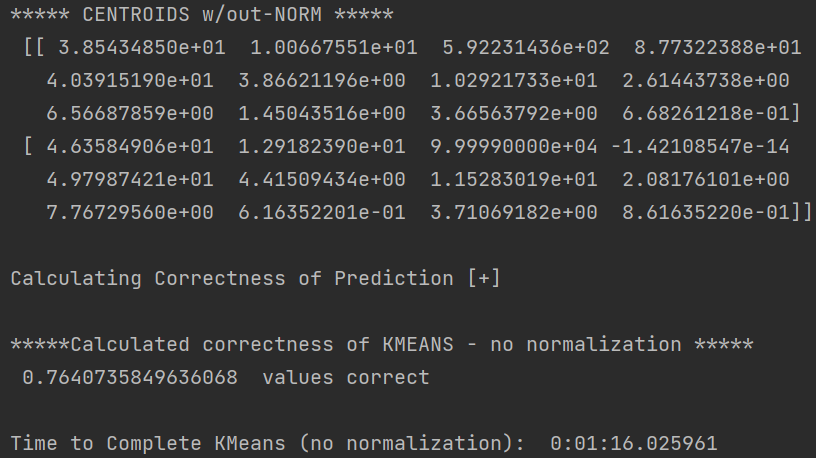 ***** CENTROIDS w/out-NORM *****
[[ 3.85434850e+01 1.00667551e+01 5.92231436e+02 8.77322388e+01
4.03915190e+01 3.86621196e+00 1.02921733e+01 2.61443738e+00
6.56687859e+00 1.45043516e+00 3.66563792e+00 6.68261218e-01]
[ 4.63584906e+01 1.29182390e+01 9.99990000e+04 -1.42108547e-14
4.97987421e+01 4.41509434e+00 1.15283019e+01 2.08176101e+00
7.76729560e+00 6.16352201e-01 3.71069182e+00 8.61635220e-01]]
Calculating Correctness of Prediction [+]
*****Calculated correctness of KMEANS - no normalization *****
0.7640735849636068 values correct
Time to Complete KMeans (no normalization): 0:01:16.025961